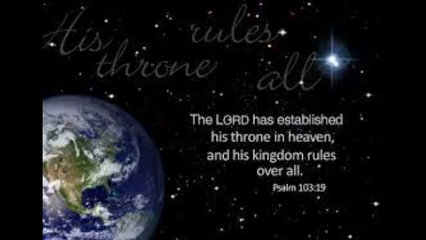 His rules
throne all
The LORD has established
his throne in heaven,
and his kingdom rules
over all.
Psalm 103:19